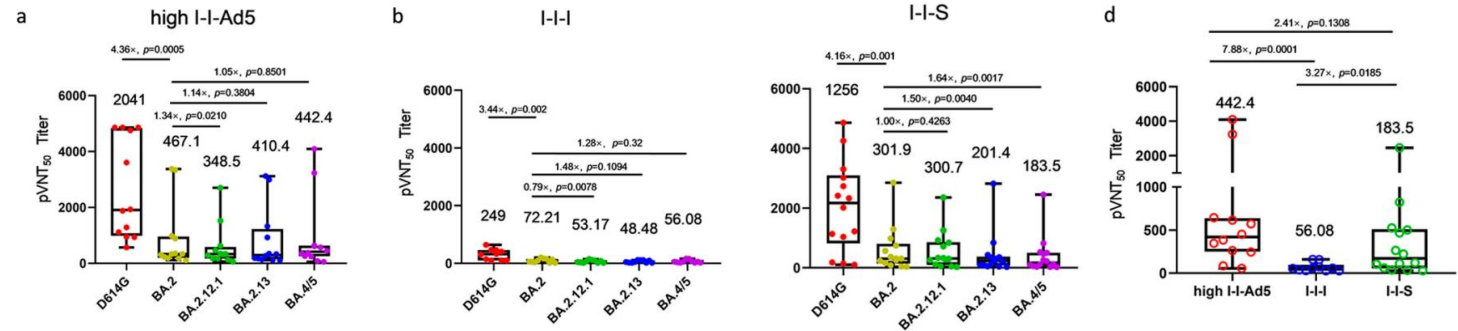 a
high I-I-Ad5
4.36×, p=0.0005
1.05×, p=0.8501
1.14×, p=0.3804
1.34×, p=0.0210
pVNT50 Titer
6000
4000
2000
0
2041
467.1
348.5
410.4
442.4
D614G
BA.2
BA.2.12.1
BA.2.13
BA.4/5
b
I-I-I
3.44×, p=0.002
1.28×, p=0.32
1.48×, p=0.1094
0.79×, p=0.0078
pVNT50 Titer
6000
4000
2000
0
249
72.21
53.17
48.48
56.08
D614G
BA.2
BA.2.12.1
BA.2.13
BA.4/5
I-I-S
4.16×, p=0.001
1.64×, p=0.0017
1.50×, p=0.0040
1.00×, p=0.4263
pVNT50 Titer
6000
4000
2000
0
1256
301.9
300.7
201.4
183.5
D614G
BA.2
BA.2.12.1
BA.2.13
BA.4/5
d
2.41×, p=0.1308
7.88×, p=0.0001
3.27×, p=0.0185
pVNT50 Titer
6000
4000
2000
1000
500
0
442.4
56.08
183.5
high I-I-Ad5
I-I-I
I-I-S